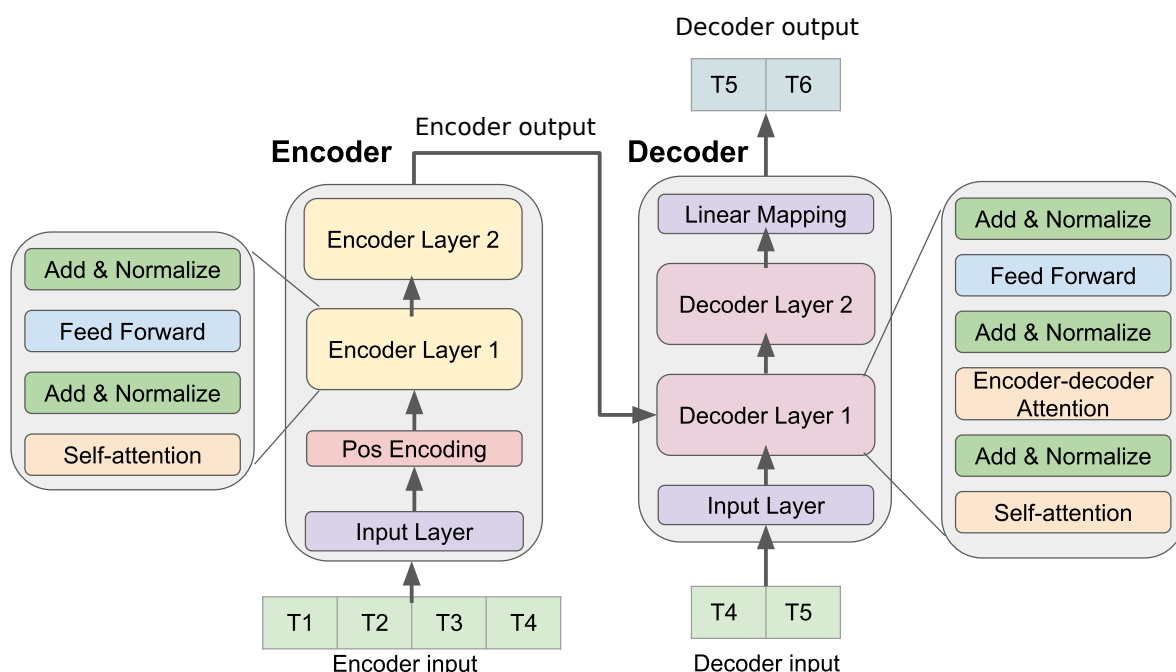 Decoder output
T5 T6
Encoder output
Encoder
Decoder
Add & Normalize
Feed Forward
Add & Normalize
Self-attention
Encoder Layer 2
Encoder Layer 1
Pos Encoding
Input Layer
T1 T2 T3 T4
Encoder input
Linear Mapping
Decoder Layer 2
Decoder Layer 1
Input Layer
T4 T5
Decoder input
Add & Normalize
Feed Forward
Add & Normalize
Encoder-decoder
Attention
Add & Normalize
Self-attention